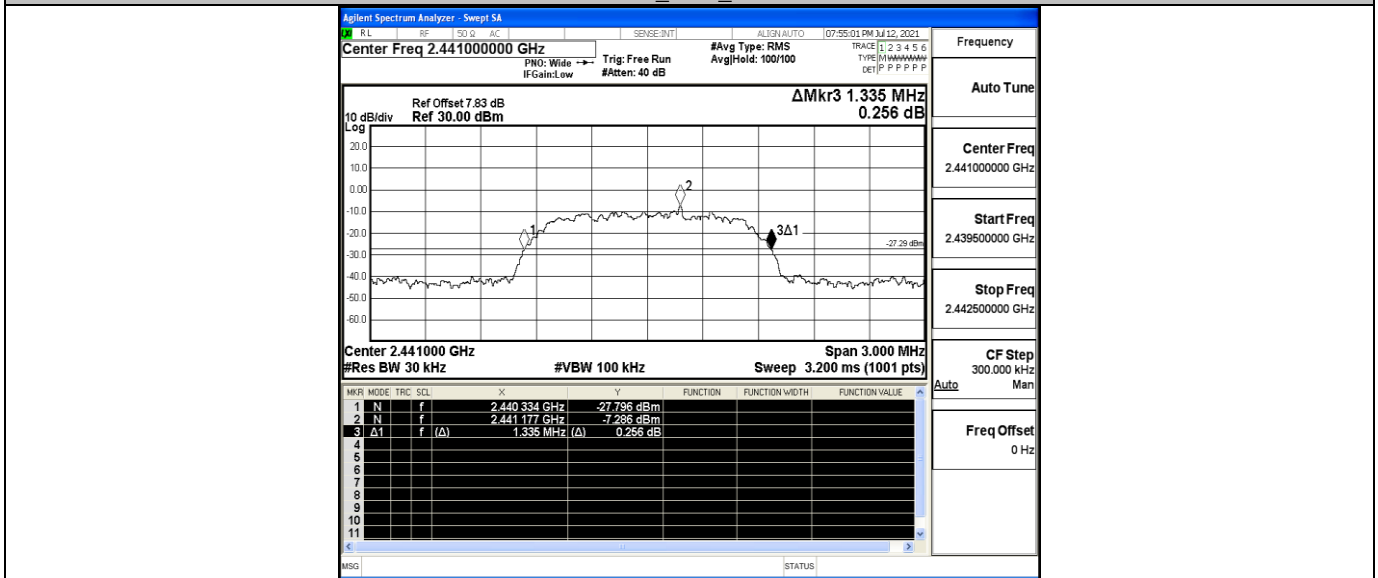 Agilent Spectrum Analyzer - Swept SA
LXI RL RF 50 Ω AC SENSE:INT ALIGN AUTO 07:55:01 PM Jul 12, 2021
Center Freq 2.441000000 GHz
PNO: Wide
IFGain:Low
Trig: Free Run
#Atten: 40 dB
#Avg Type: RMS
Avg|Hold: 100/100
TRACE 1 2 3 4 5 6
TYPE M WWWWW
DET P P P P P P
Frequency
Auto Tune
Center Freq
2.441000000 GHz
Start Freq
2.439500000 GHz
Stop Freq
2.442500000 GHz
CF Step
300.000 kHz
Auto Man
Freq Offset
0 Hz
ΔMkr3 1.335 MHz
0.256 dB
Ref Offset 7.83 dB
10 dB/div Ref 30.00 dBm
Log
20.0
10.0
0.00
-10.0
-20.0
-30.0
-40.0
-50.0
-60.0
1
2
3Δ1
-27.29 dBm
Center 2.441000 GHz Span 3.000 MHz
#Res BW 30 kHz #VBW 100 kHz Sweep 3.200 ms (1001 pts)
MKR MODE TRC SCL X Y FUNCTION FUNCTION WIDTH FUNCTION VALUE
1 N f 2.440 334 GHz -27.796 dBm
2 N f 2.441 177 GHz -7.286 dBm
3 Δ1 f (Δ) 1.335 MHz (Δ) 0.256 dB
4
5
6
7
8
9
10
11
MSG STATUS